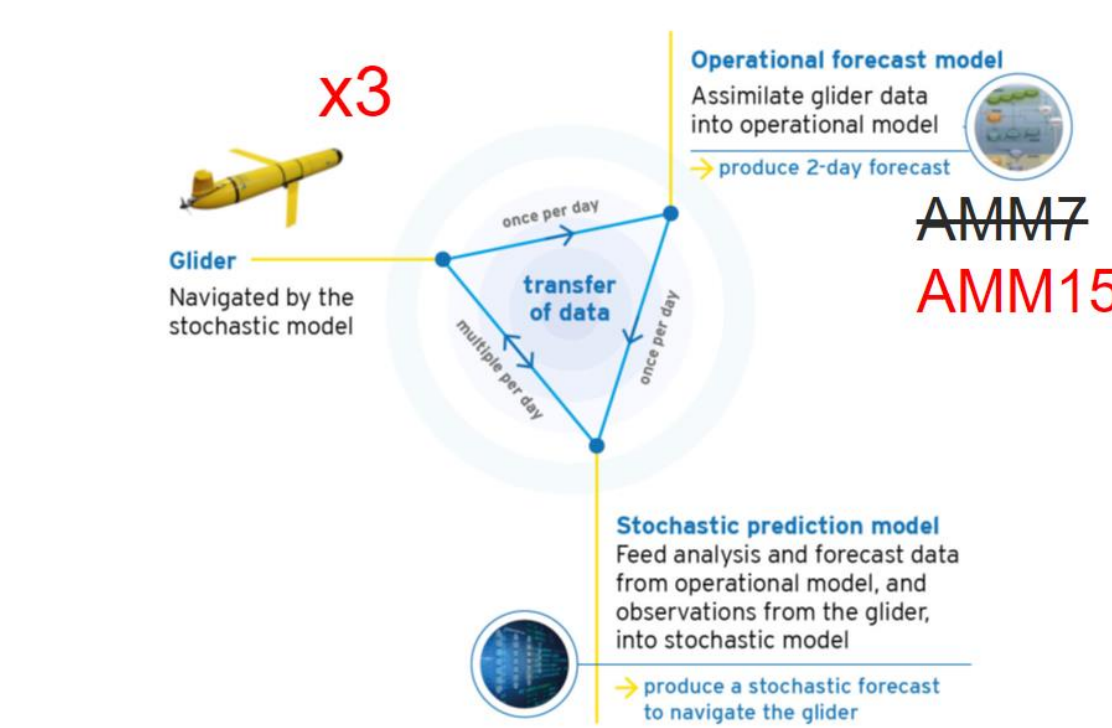 x3
Operational forecast model
Assimilate glider data
into operational model
→ produce 2-day forecast
AMM7
AMM15
once per day
Glider
Navigated by the
stochastic model
transfer
of data
once per day
multiple per day
Stochastic prediction model
Feed analysis and forecast data
from operational model, and
observations from the glider,
into stochastic model
→ produce a stochastic forecast
to navigate the glider